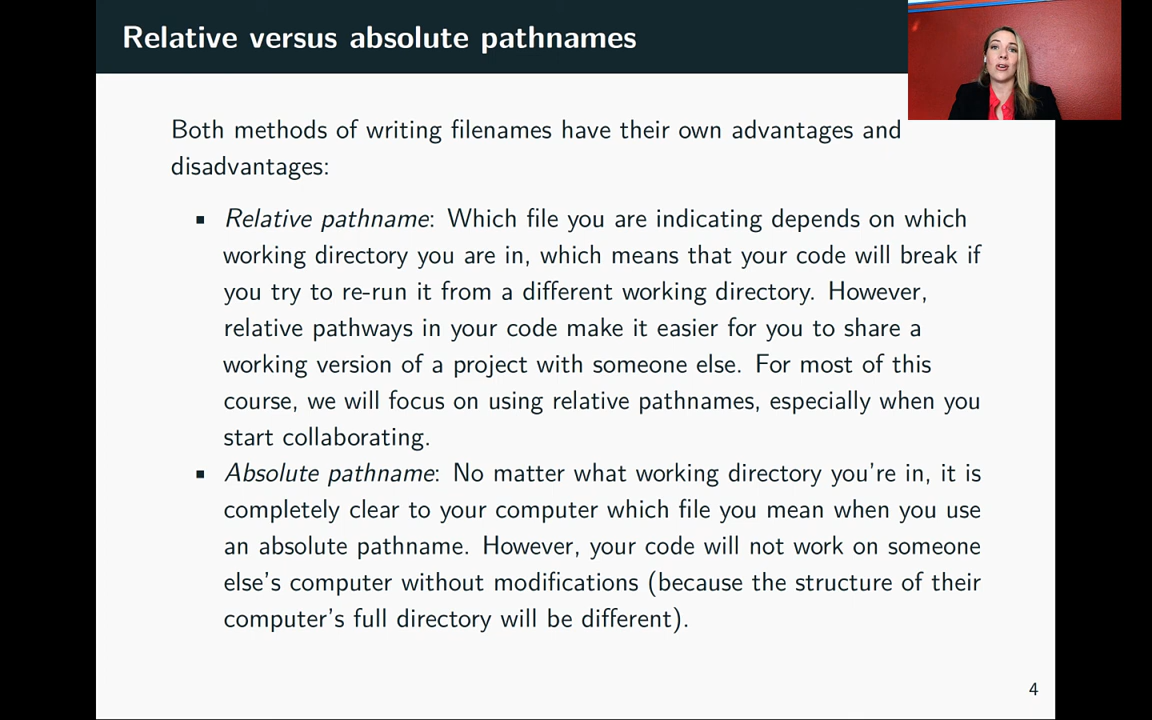 Relative versus absolute pathnames
Both methods of writing filenames have their own advantages and
disadvantages:
▪ Relative pathname: Which file you are indicating depends on which
working directory you are in, which means that your code will break if
you try to re-run it from a different working directory. However,
relative pathways in your code make it easier for you to share a
working version of a project with someone else. For most of this
course, we will focus on using relative pathnames, especially when you
start collaborating.
▪ Absolute pathname: No matter what working directory you're in, it is
completely clear to your computer which file you mean when you use
an absolute pathname. However, your code will not work on someone
else's computer without modifications (because the structure of their
computer's full directory will be different).
4